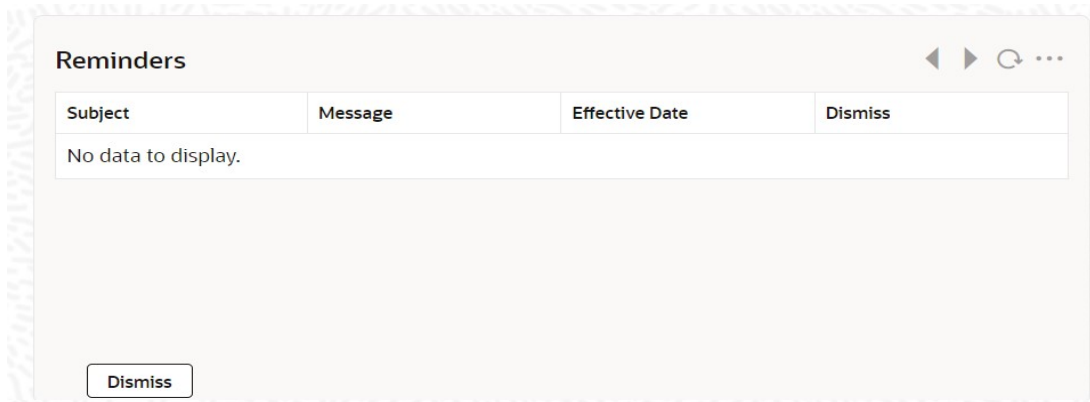 Reminders
Subject Message Effective Date Dismiss
No data to display.
Dismiss